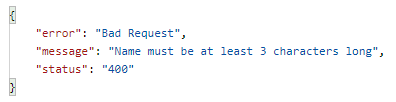 {
    "error": "Bad Request",
    "message": "Name must be at least 3 characters long",
    "status": "400"
}